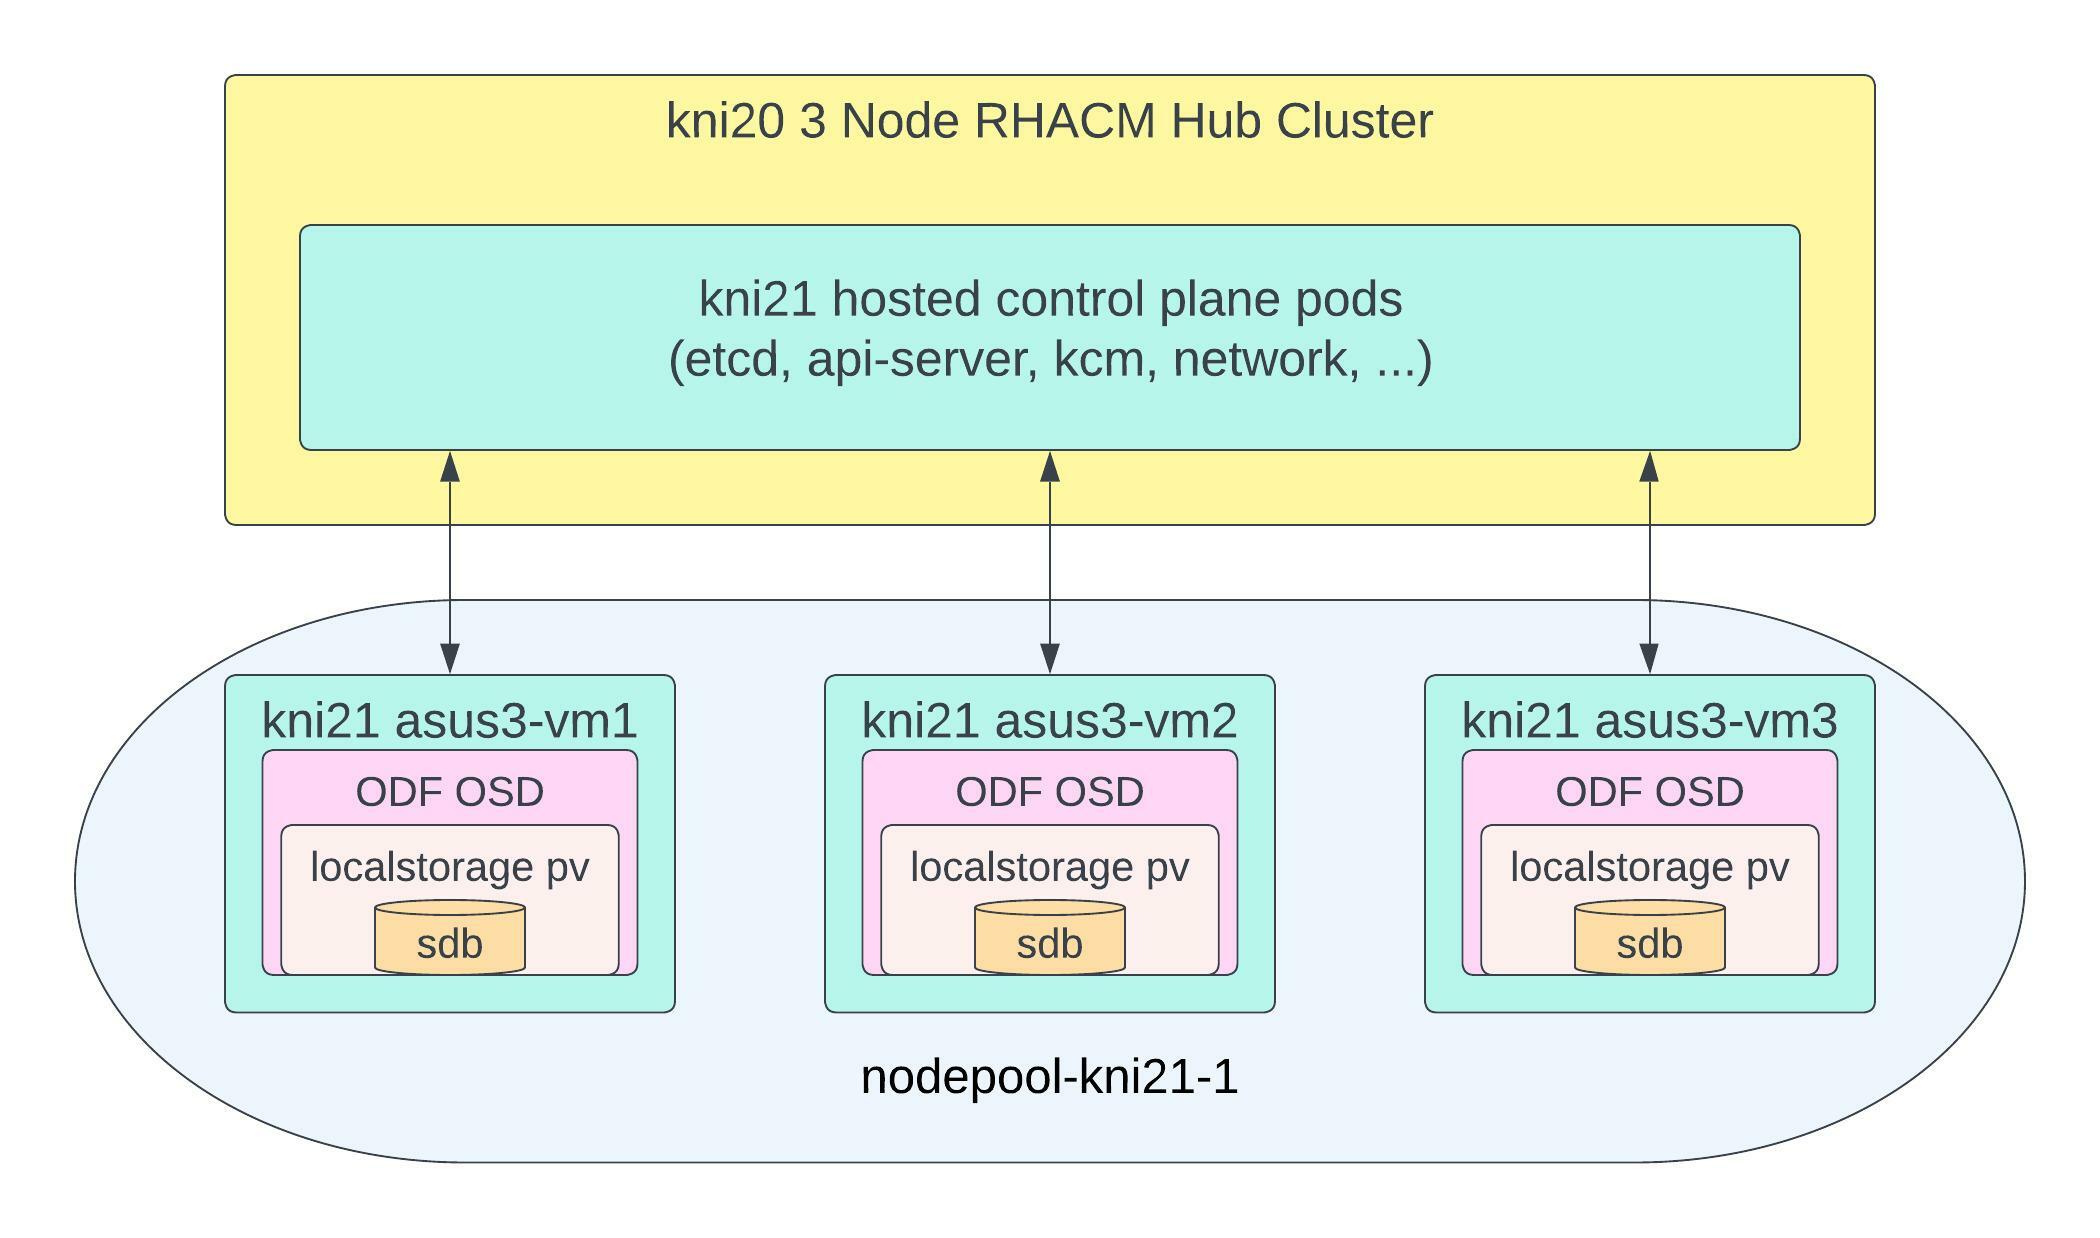 kni20 3 Node RHACM Hub Cluster
kni21 hosted control plane pods
(etcd, api-server, kcm, network, ...)
kni21 asus3-vm1
ODF OSD
localstorage pv
sdb
kni21 asus3-vm2
ODF OSD
localstorage pv
sdb
kni21 asus3-vm3
ODF OSD
localstorage pv
sdb
nodepool-kni21-1